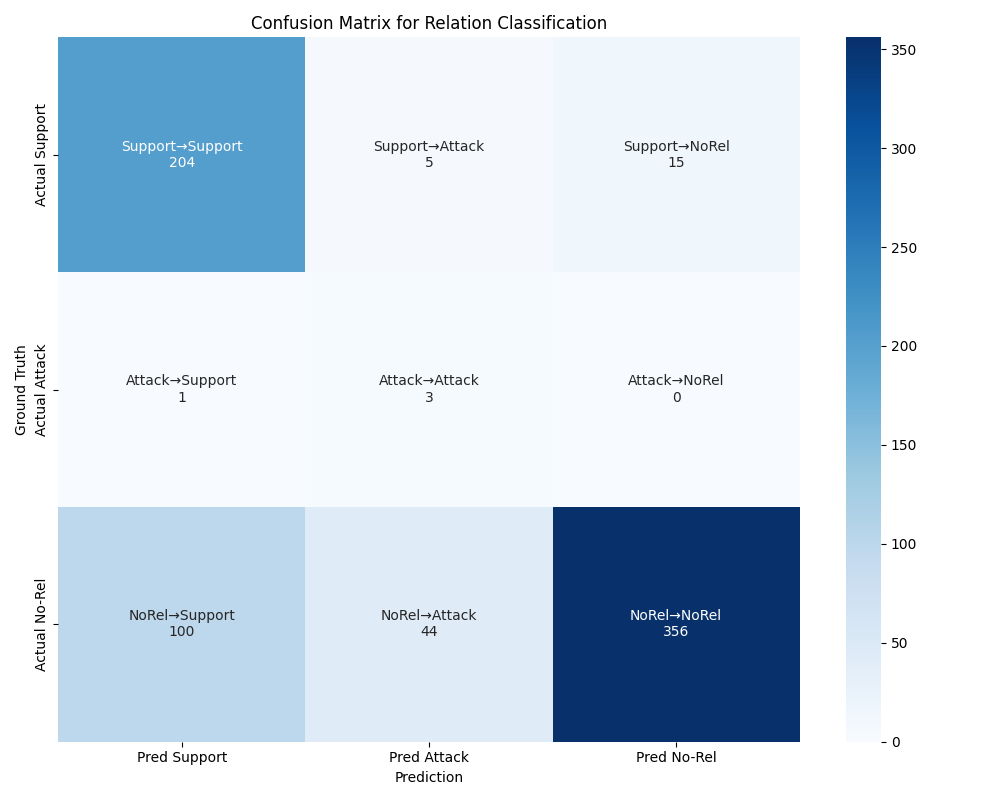 Confusion Matrix for Relation Classification
Ground Truth
Actual Support
Support→Support
204
Support→Attack
5
Support→NoRel
15
Actual Attack
Attack→Support
1
Attack→Attack
3
Attack→NoRel
0
Actual No-Rel
NoRel→Support
100
NoRel→Attack
44
NoRel→NoRel
356
Pred Support
Pred Attack
Pred No-Rel
Prediction
350
300
250
200
150
100
50
0